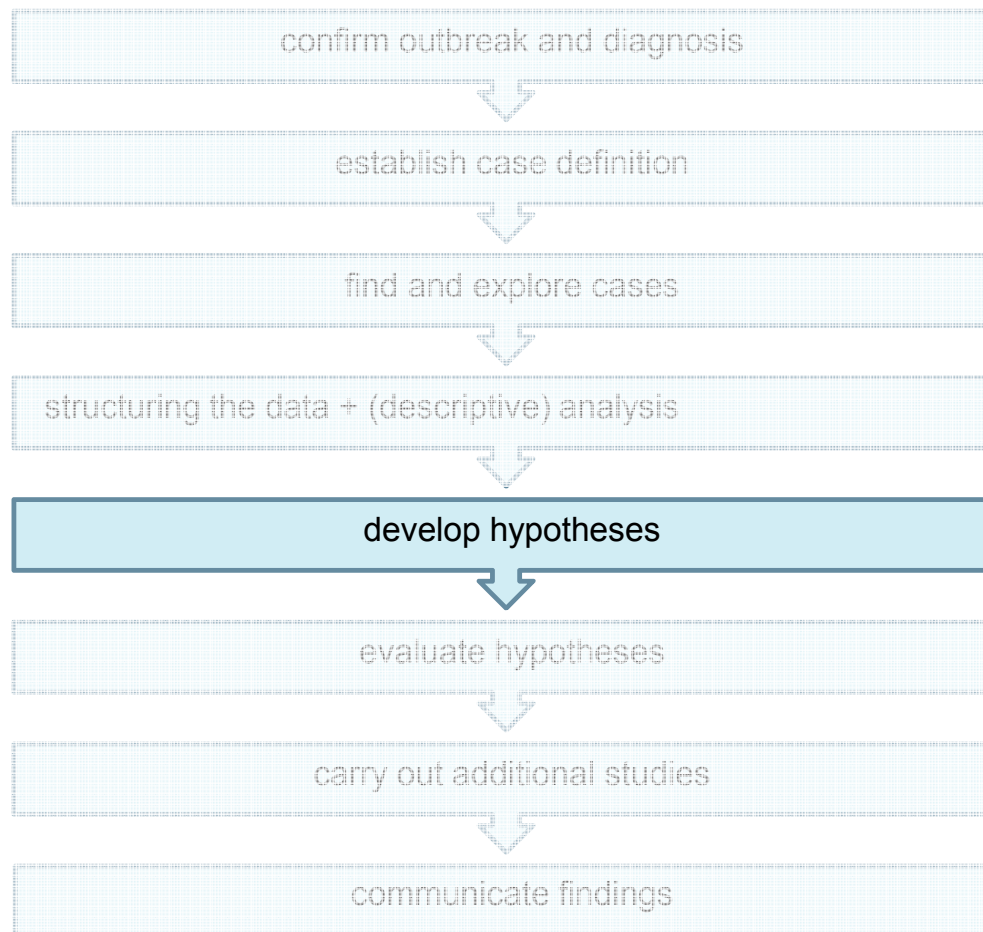 confirm outbreak and diagnosis
establish case definition
find and explore cases
structuring the data + (descriptive) analysis
develop hypotheses
evaluate hypotheses
carry out additional studies
communicate findings